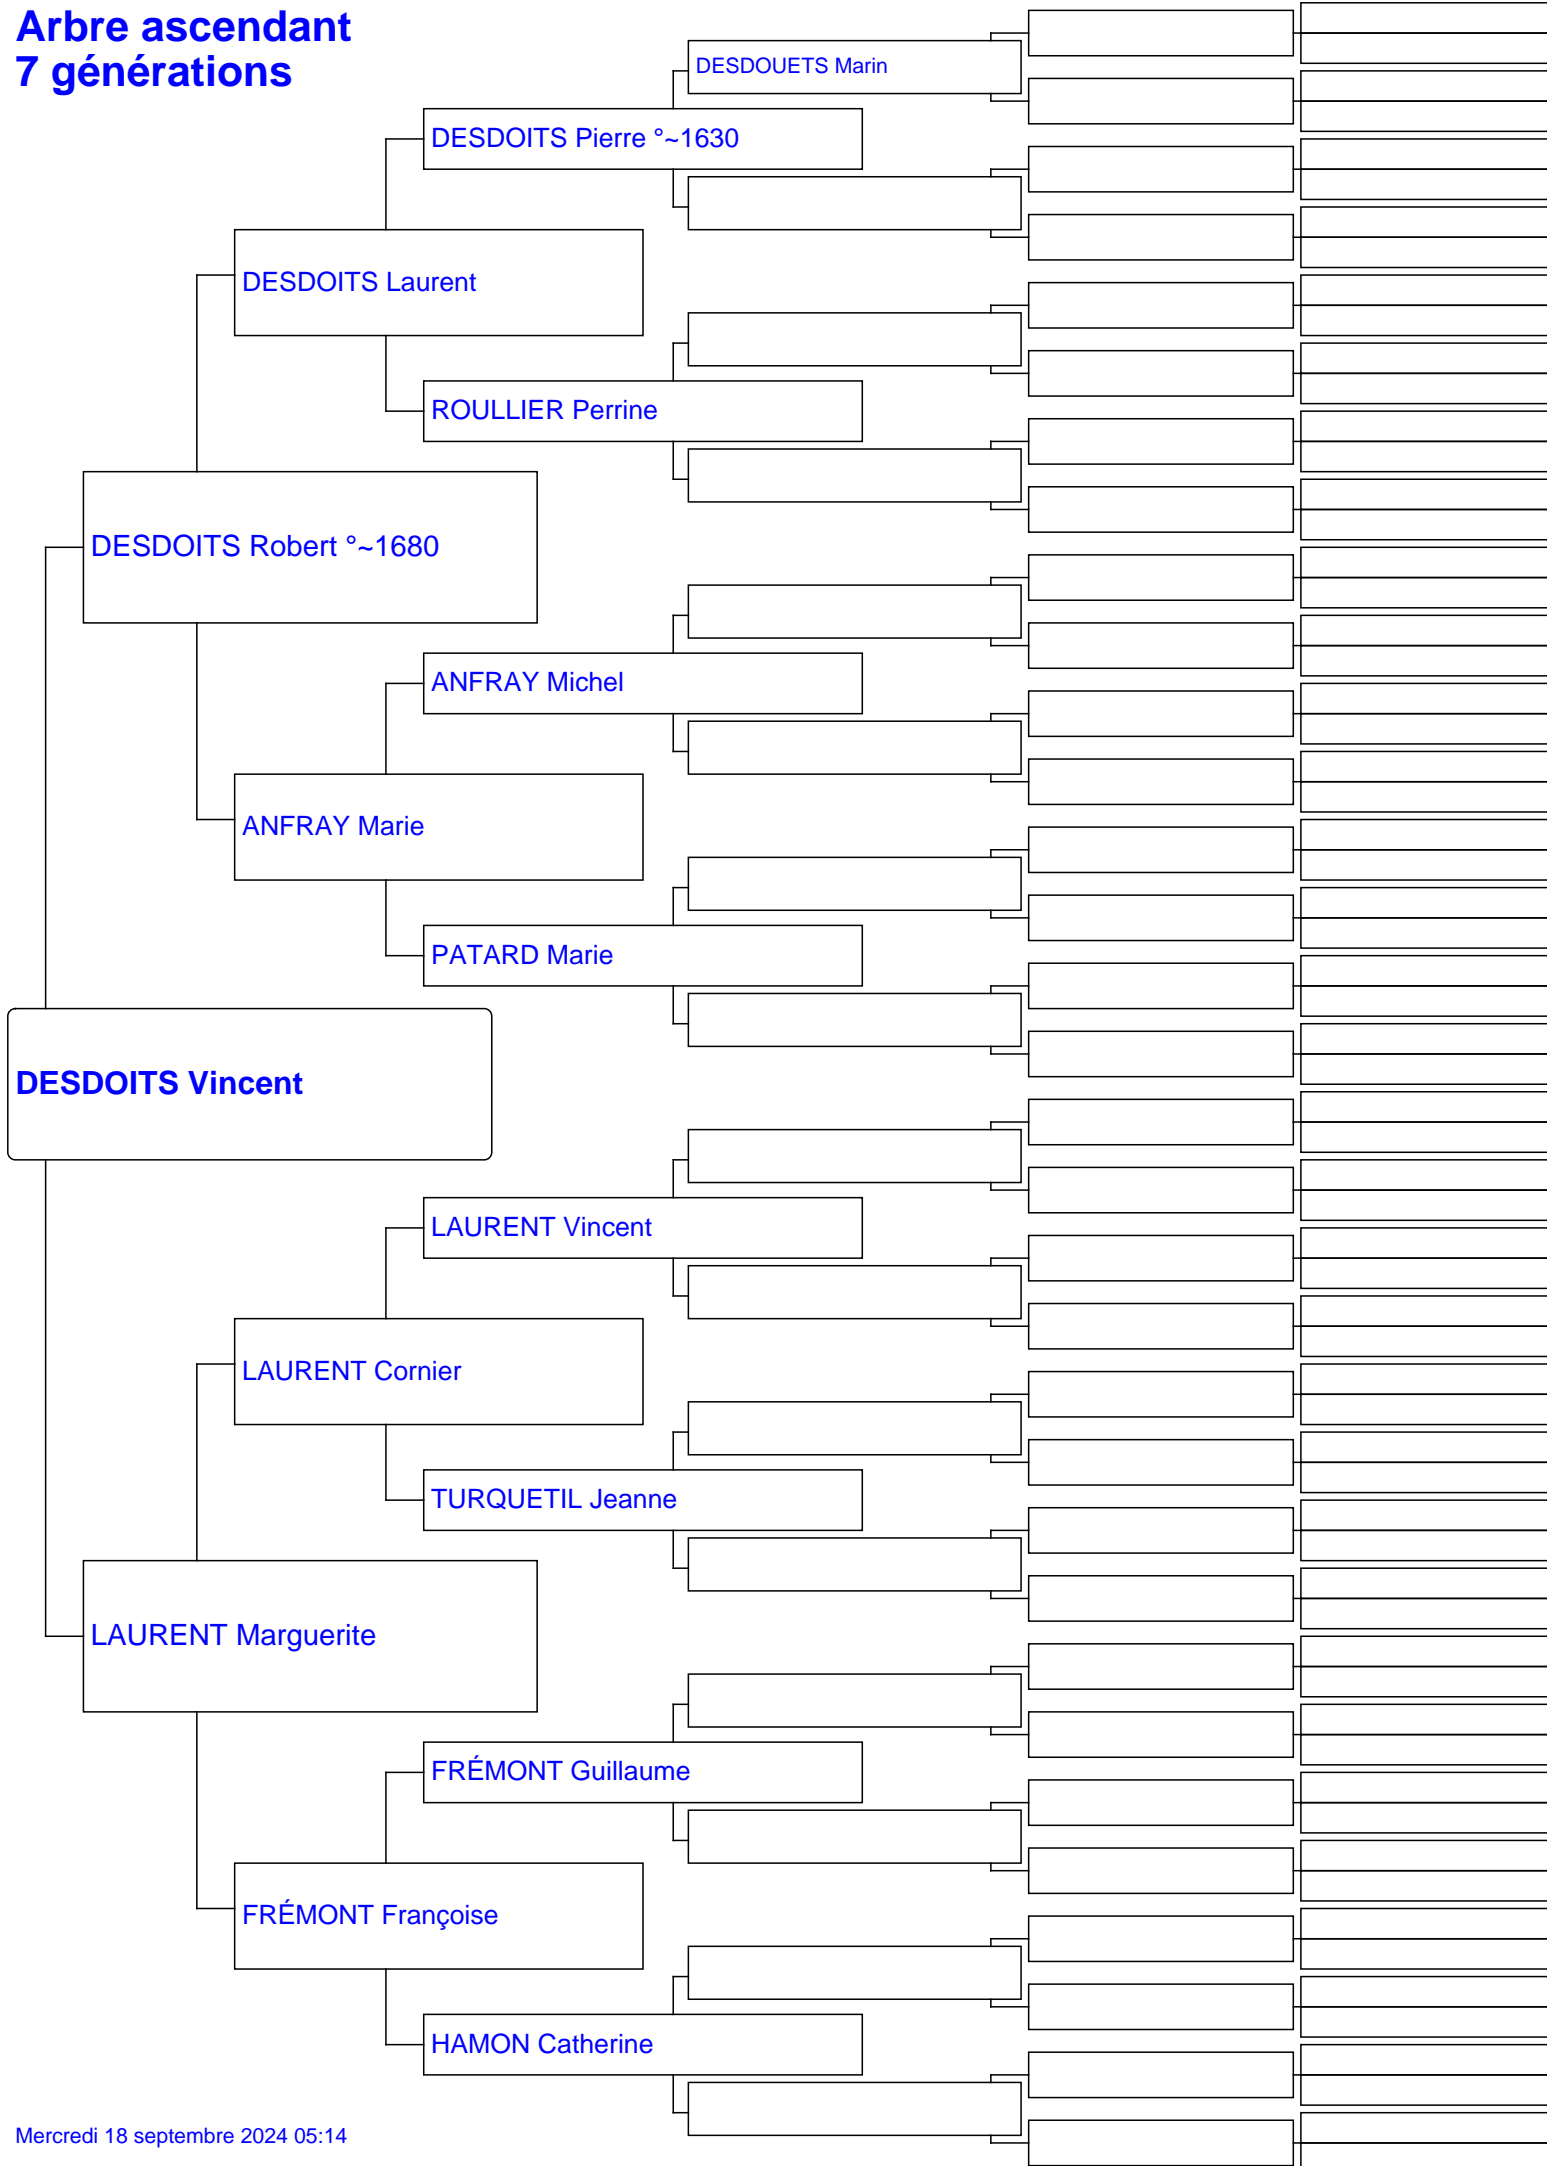 Arbre ascendant
7 générations
DESDOUETS Marin
DESDOITS Pierre °~1630
DESDOITS Laurent
ROULLIER Perrine
DESDOITS Robert °~1680
ANFRAY Michel
ANFRAY Marie
PATARD Marie
DESDOITS Vincent
LAURENT Vincent
LAURENT Cornier
TURQUETIL Jeanne
LAURENT Marguerite
FRÉMONT Guillaume
FRÉMONT Françoise
HAMON Catherine
Mercredi 18 septembre 2024 05:14